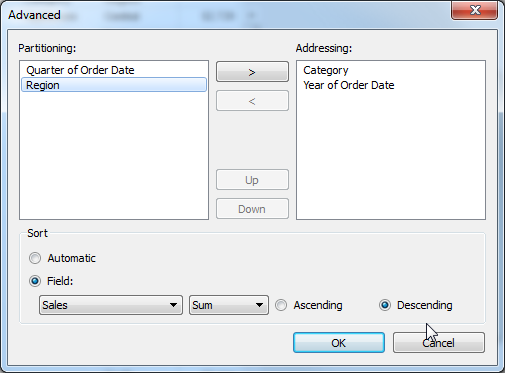 Advanced
Partitioning:
Addressing:
Quarter of Order Date
Region
>
<
Up
Down
Category
Year of Order Date
Sort
Automatic
Field:
Sales
Sum
Ascending
Descending
OK
Cancel